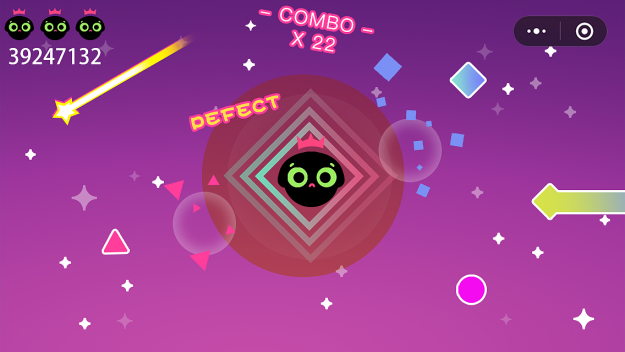 — COMBO —
X 22
39247132
DEFECT